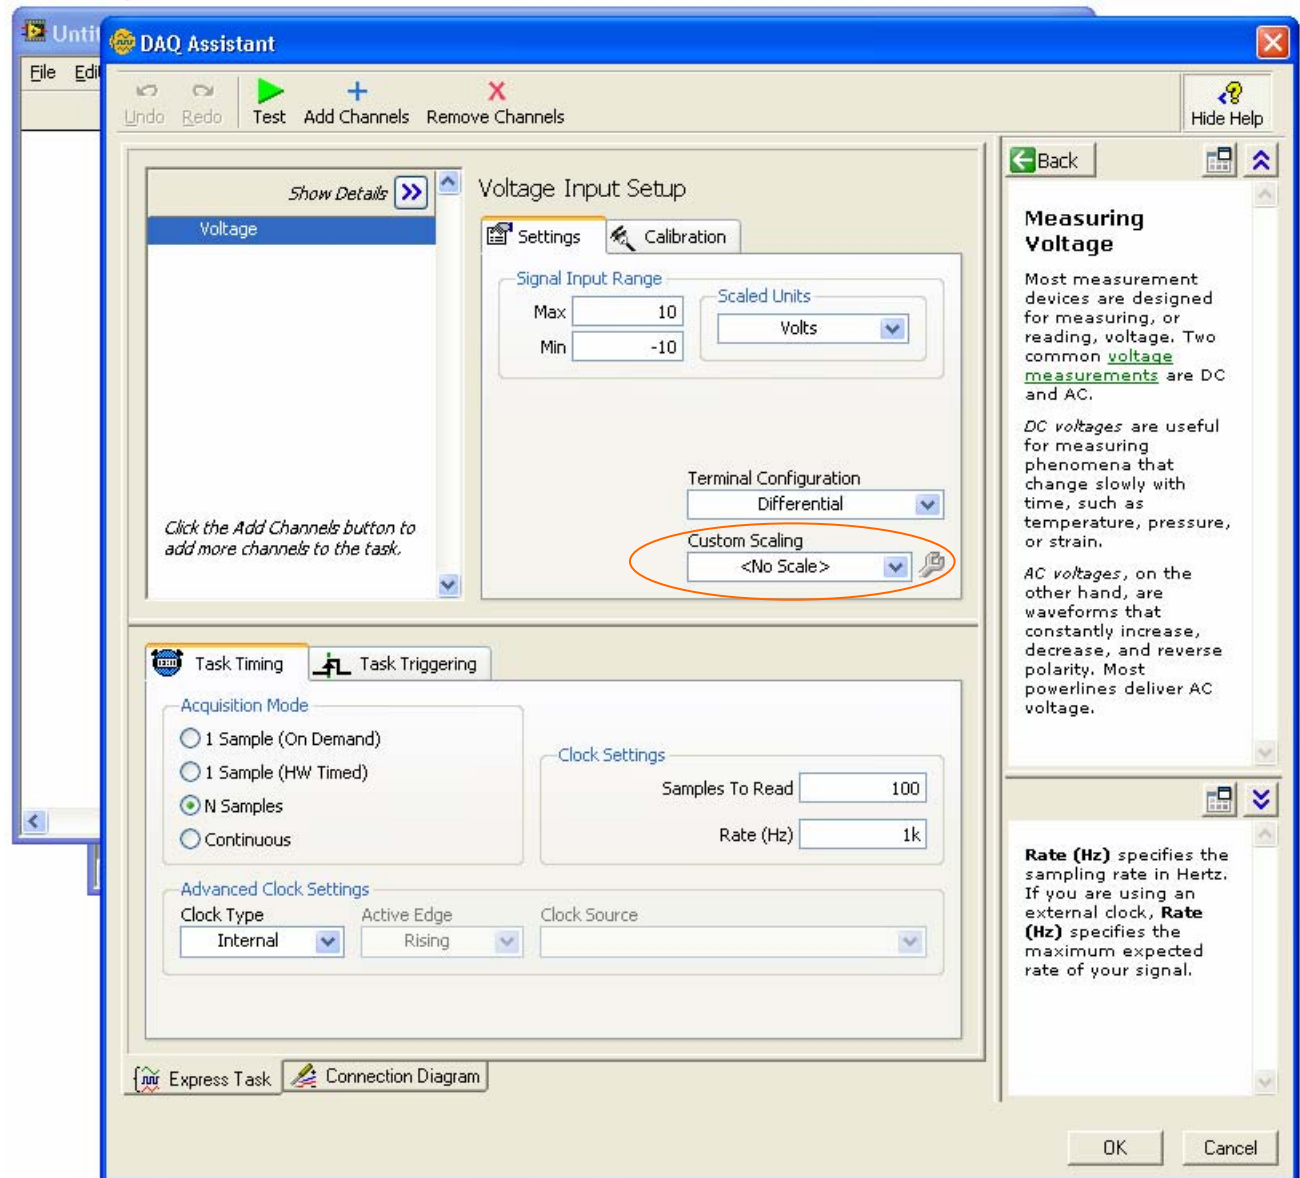 Untit
DAQ Assistant
File Edi
Undo Redo Test Add Channels Remove Channels
Hide Help
Show Details
Voltage
Click the Add Channels button to
add more channels to the task.
Voltage Input Setup
Settings Calibration
Signal Input Range
Max 10
Min -10
Scaled Units
Volts
Terminal Configuration
Differential
Custom Scaling
<No Scale>
Task Timing Task Triggering
Acquisition Mode
1 Sample (On Demand)
1 Sample (HW Timed)
N Samples
Continuous
Clock Settings
Samples To Read 100
Rate (Hz) 1k
Advanced Clock Settings
Clock Type Active Edge Clock Source
Internal Rising
Express Task Connection Diagram
Back
Measuring
Voltage
Most measurement
devices are designed
for measuring, or
reading, voltage. Two
common voltage
measurements are DC
and AC.
DC voltages are useful
for measuring
phenomena that
change slowly with
time, such as
temperature, pressure,
or strain.
AC voltages, on the
other hand, are
waveforms that
constantly increase,
decrease, and reverse
polarity. Most
powerlines deliver AC
voltage.
Rate (Hz) specifies the
sampling rate in Hertz.
If you are using an
external clock, Rate
(Hz) specifies the
maximum expected
rate of your signal.
OK Cancel